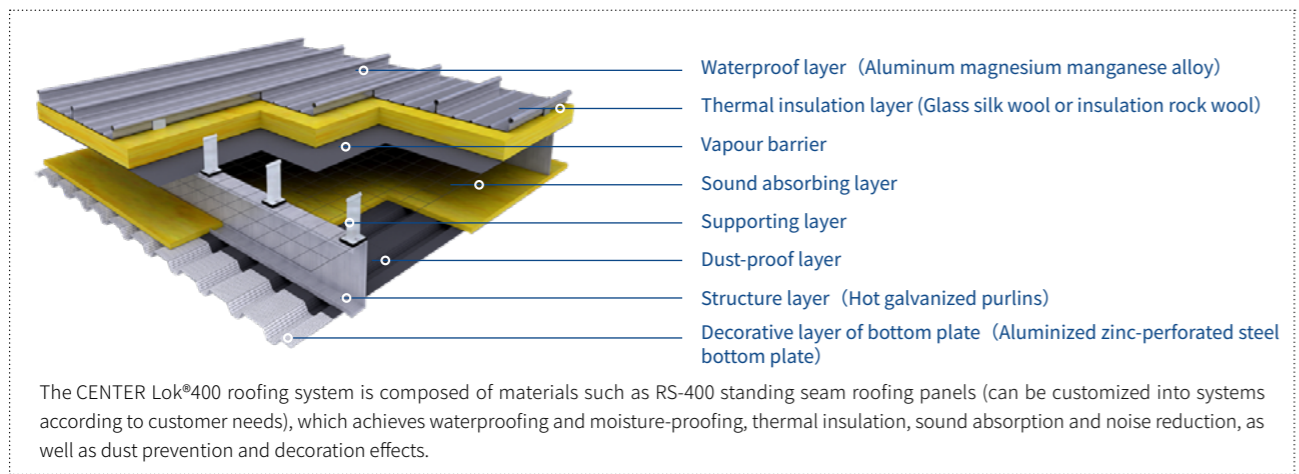 Waterproof layer（Aluminum magnesium manganese alloy）
Thermal insulation layer (Glass silk wool or insulation rock wool）
Vapour barrier
Sound absorbing layer
Supporting layer
Dust-proof layer
Structure layer（Hot galvanized purlins）
Decorative layer of bottom plate（Aluminized zinc-perforated steel
bottom plate）
The CENTER Lok®400 roofing system is composed of materials such as RS-400 standing seam roofing panels (can be customized into systems
according to customer needs), which achieves waterproofing and moisture-proofing, thermal insulation, sound absorption and noise reduction, as
well as dust prevention and decoration effects.